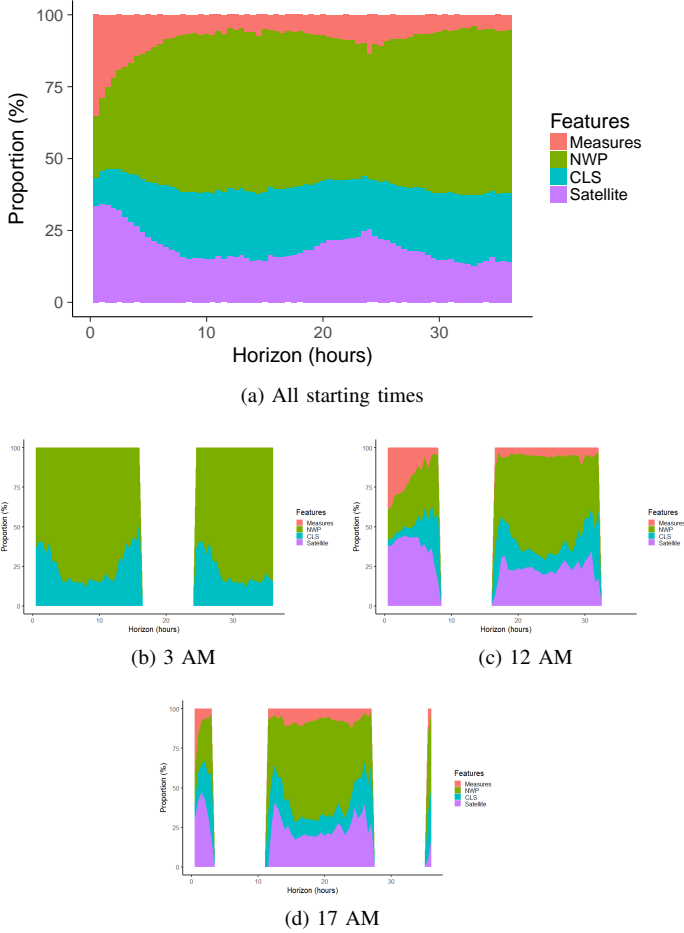 100
75
50
25
0
Proportion (%)
0 10 20 30
Horizon (hours)
Features
Measures
NWP
CLS
Satellite
(a) All starting times
100
75
50
25
0
Proportion (%)
0 10 20 30
Horizon (hours)
Features
Measures
NWP
CLS
Satellite
(b) 3 AM
100
75
50
25
0
Proportion (%)
0 10 20 30
Horizon (hours)
Features
Measures
NWP
CLS
Satellite
(c) 12 AM
100
75
50
25
0
Proportion (%)
0 10 20 30
Horizon (hours)
Features
Measures
NWP
CLS
Satellite
(d) 17 AM